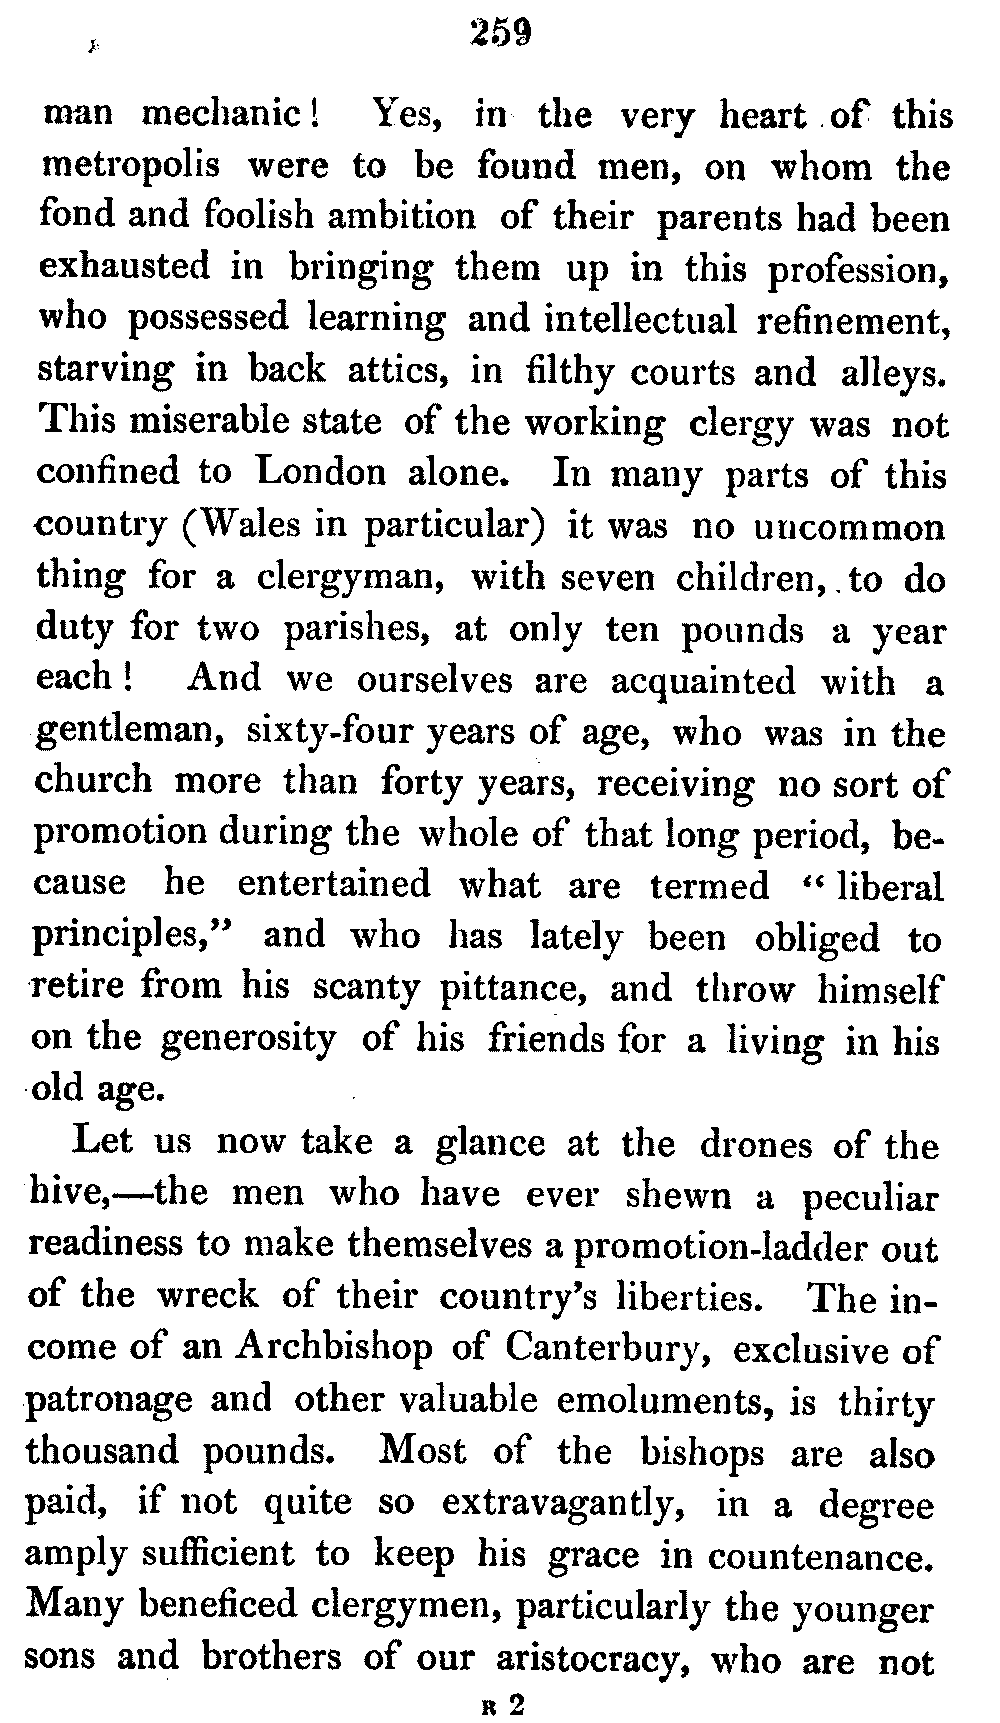 259
man mechanic! Yes, in the very heart of this
metropolis were to be found men, on whom the
fond and foolish ambition of their parents had been
exhausted in bringing them up in this profession,
who possessed learning and intellectual refinement,
starving in back attics, in filthy courts and alleys.
This miserable state of the working clergy was not
confined to London alone. In many parts of this
country (Wales in particular) it was no uncommon
thing for a clergyman, with seven children, to do
duty for two parishes, at only ten pounds a year
each! And we ourselves are acquainted with a
gentleman, sixty-four years of age, who was in the
church more than forty years, receiving no sort of
promotion during the whole of that long period, be-
cause he entertained what are termed “ liberal
principles,” and who has lately been obliged to
retire from his scanty pittance, and throw himself
on the generosity of his friends for a living in his
old age.
Let us now take a glance at the drones of the
hive,—the men who have ever shewn a peculiar
readiness to make themselves a promotion-ladder out
of the wreck of their country’s liberties. The in-
come of an Archbishop of Canterbury, exclusive of
patronage and other valuable emoluments, is thirty
thousand pounds. Most of the bishops are also
paid, if not quite so extravagantly, in a degree
amply sufficient to keep his grace in countenance.
Many beneficed clergymen, particularly the younger
sons and brothers of our aristocracy, who are not
R 2